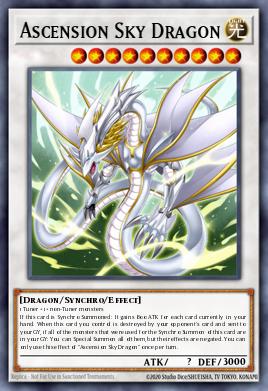 ASCENSION SKY DRAGON
LIGHT
光
[DRAGON/SYNCHRO/EFFECT]
1 Tuner + 1+ non-Tuner monsters
If this card is Synchro Summoned: It gains 800 ATK for each card currently in your
hand. When this card you control is destroyed by your opponent's card and sent to
your GY, if all of the monsters that were used for the Synchro Summon of this card are
in your GY: You can Special Summon all of them, but their effects are negated. You can
only use this effect of "Ascension Sky Dragon" once per turn.
ATK/ ? DEF/3000
Replica - Not For Use in Sanctioned Tournaments
©2020 Studio Dice/SHUEISHA, TV TOKYO, KONAMI